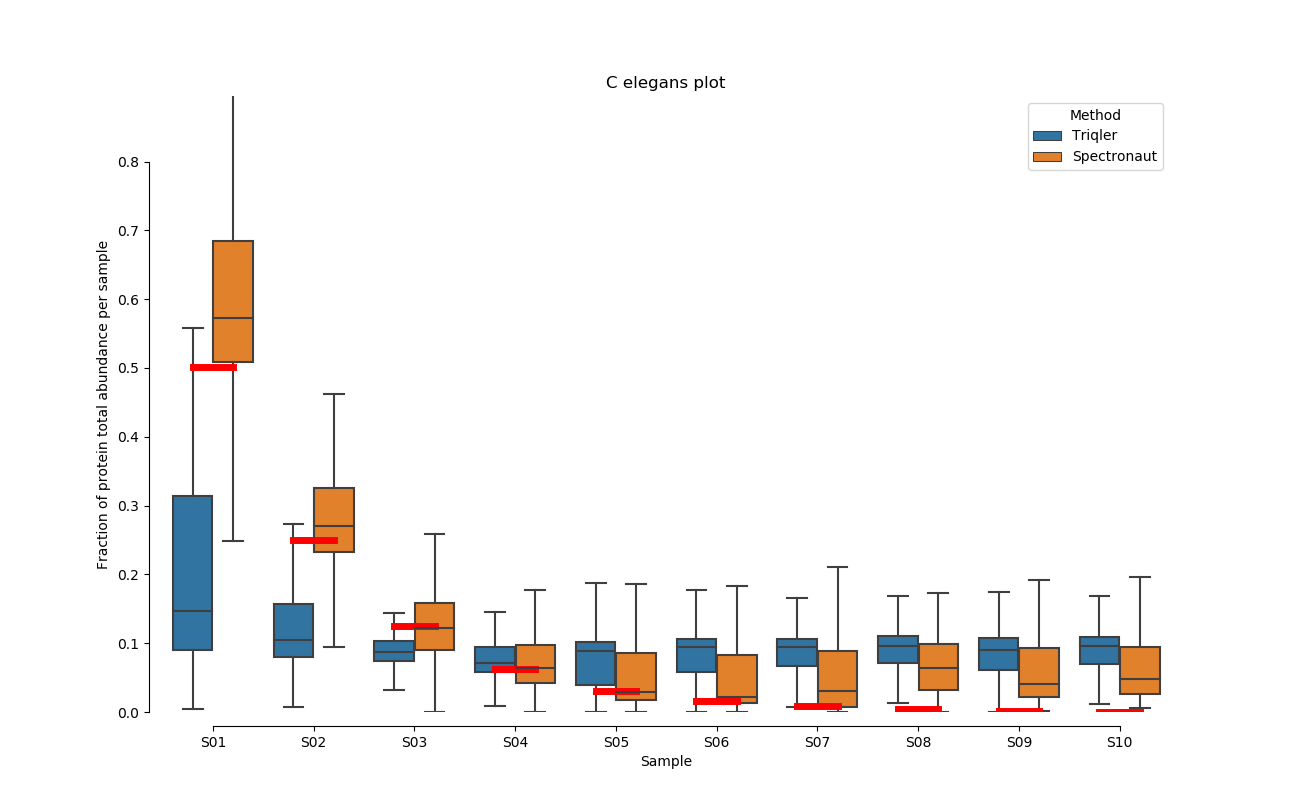 C elegans plot
Method
Triqler
Spectronaut
Fraction of protein total abundance per sample
0.8
0.7
0.6
0.5
0.4
0.3
0.2
0.1
0.0
S01 S02 S03 S04 S05 S06 S07 S08 S09 S10
Sample